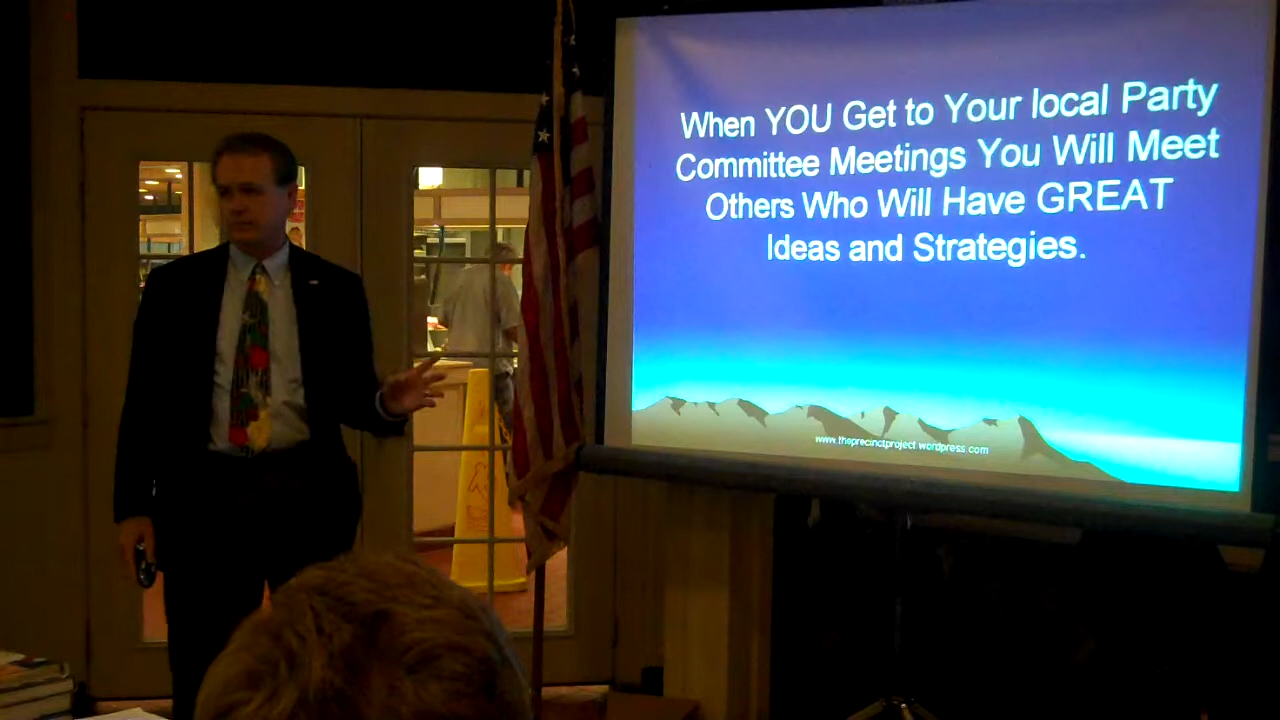 When YOU Get to Your local Party
Committee Meetings You Will Meet
Others Who Will Have GREAT
Ideas and Strategies.
www.theprecinctproject.wordpress.com